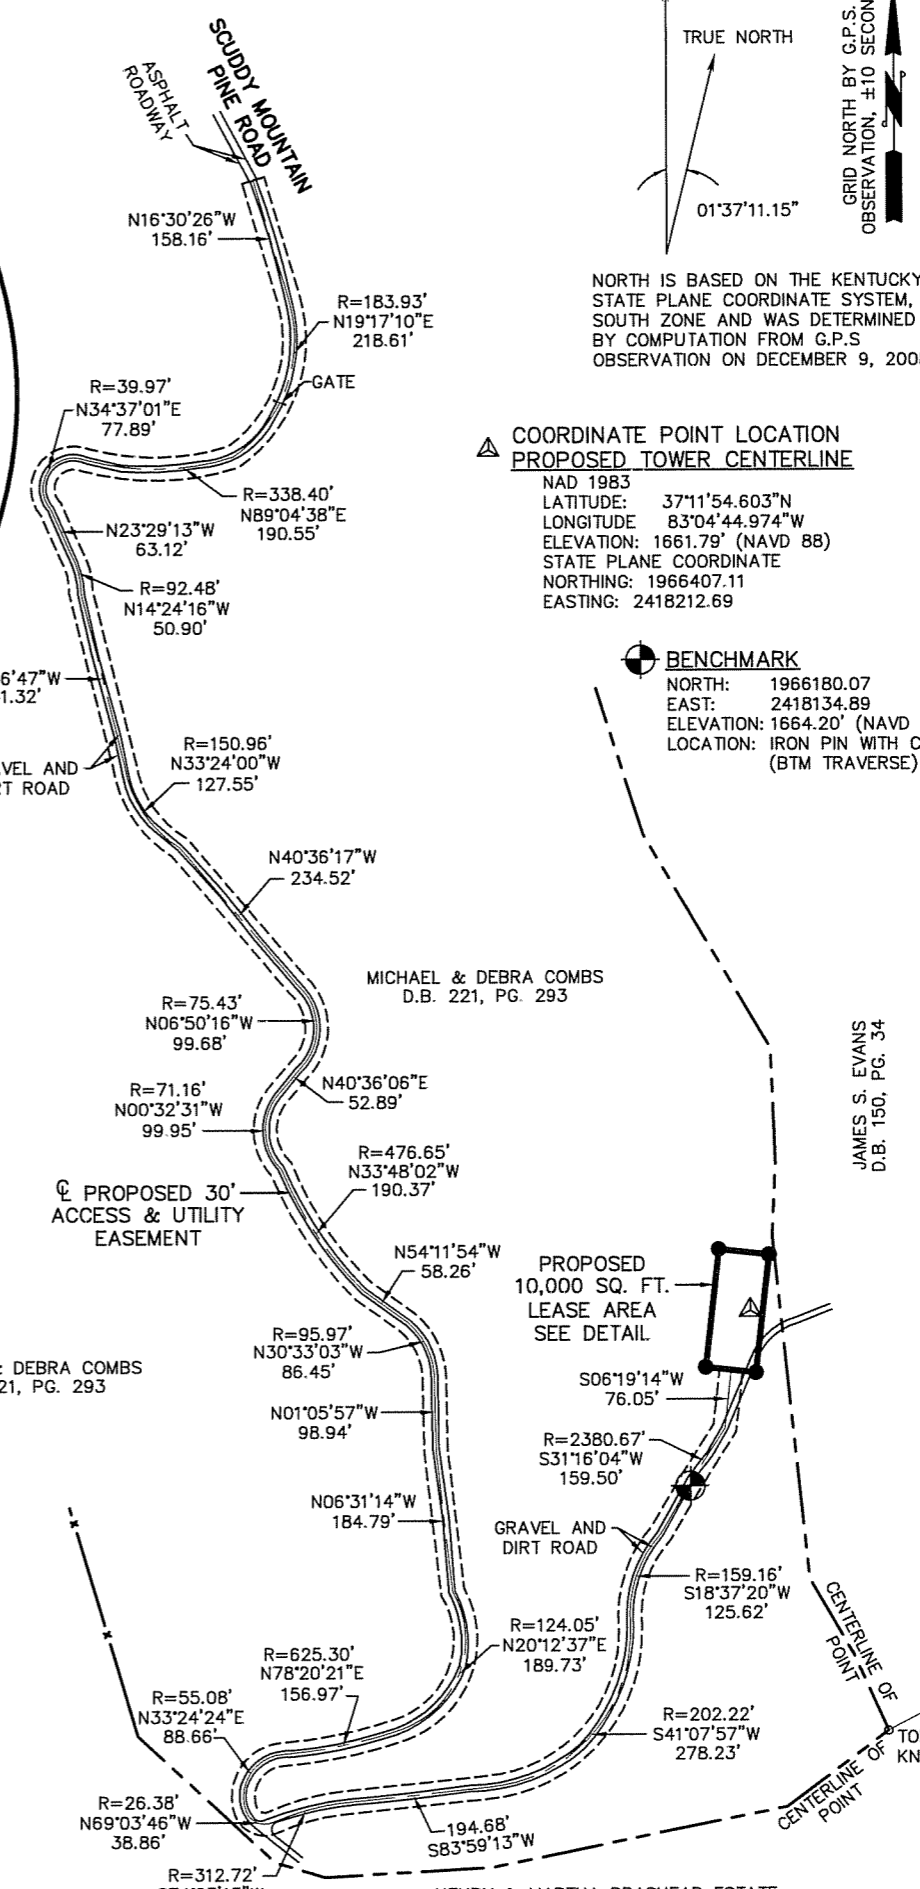 SCUDDY MOUNTAIN
PINE ROAD
ASPHALT
ROADWAY
TRUE NORTH
01°37'11.15"
GRID NORTH BY G.P.S.
OBSERVATION, ±10
N
NORTH IS BASED ON THE KENTUCKY
STATE PLANE COORDINATE SYSTEM,
SOUTH ZONE AND WAS DETERMINED
BY COMPUTATION FROM G.P.S
OBSERVATION ON DECEMBER 9,
N16°30'26"W
158.16'
R=183.93'
N19°17'10"E
218.61'
GATE
R=39.97'
N34°37'01"E
77.89'
R=338.40'
N89°04'38"E
190.55'
COORDINATE POINT LOCATION
PROPOSED TOWER CENTERLINE
NAD 1983
LATITUDE: 37°11'54.603"N
LONGITUDE 83°04'44.974"W
ELEVATION: 1661.79' (NAVD 88)
STATE PLANE COORDINATE
NORTHING: 1966407.11
EASTING: 2418212.69
N23°29'13"W
63.12'
R=92.48'
N14°24'16"W
50.90'
BENCHMARK
NORTH: 1966180.07
EAST: 2418134.89
ELEVATION: 1664.20' (NAVD
LOCATION: IRON PIN WITH
(BTM TRAVERSE)
6'47"W
1.32'
R=150.96'
N33°24'00"W
127.55'
VEL AND
RT ROAD
N40°36'17"W
234.52'
MICHAEL & DEBRA COMBS
D.B. 221, PG. 293
R=75.43'
N06°50'16"W
99.68'
JAMES S. EVANS
D.B. 150, PG. 34
N40°36'06"E
52.89'
R=71.16'
N00°32'31"W
99.95'
R=476.65'
N33°48'02"W
190.37'
℄ PROPOSED 30'
ACCESS & UTILITY
EASEMENT
N54°11'54"W
58.26'
PROPOSED
10,000 SQ. FT.
LEASE AREA
SEE DETAIL
R=95.97'
N30°33'03"W
86.45'
DEBRA COMBS
21, PG. 293
S06°19'14"W
76.05'
N01°05'57"W
98.94'
R=2380.67'
S31°16'04"W
159.50'
N06°31'14"W
184.79'
GRAVEL AND
DIRT ROAD
R=159.16'
S18°37'20"W
125.62'
CENTERLINE OF
POINT
R=124.05'
N20°12'37"E
189.73'
R=625.30'
N78°20'21"E
156.97'
R=55.08'
N33°24'24"E
88.66'
R=202.22'
S41°07'57"W
278.23'
TO
KN
CENTERLINE OF
POINT
R=26.38'
N69°03'46"W
38.86'
194.68'
S83°59'13"W
R=312.72'